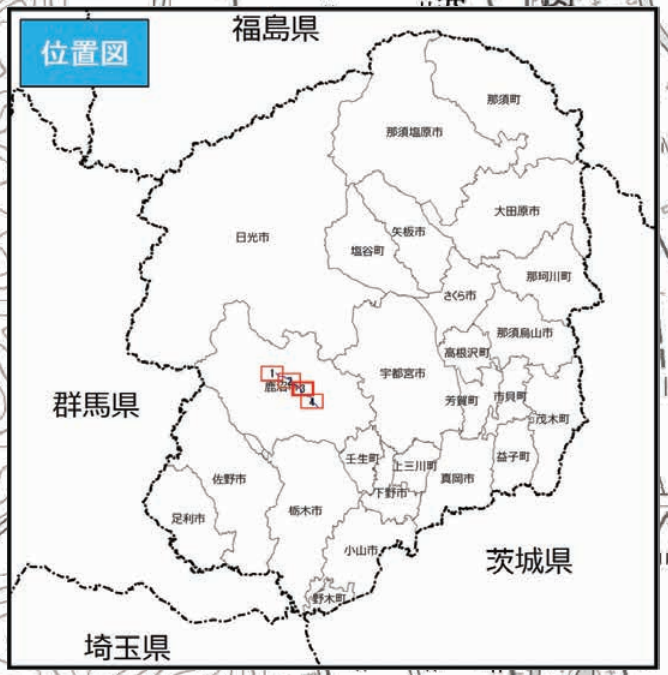 福島県
位置図
那須町
那須塩原市
大田原市
日光市
矢板市
塩谷町
那珂川町
さくら市
那須烏山市
高根沢町
宇都宮市
1
2
3
4
群馬県
芳賀町
市貝町
茂木町
壬生町
上三川町
益子町
佐野市
真岡市
下野市
栃木市
足利市
小山市
茨城県
野木町
埼玉県